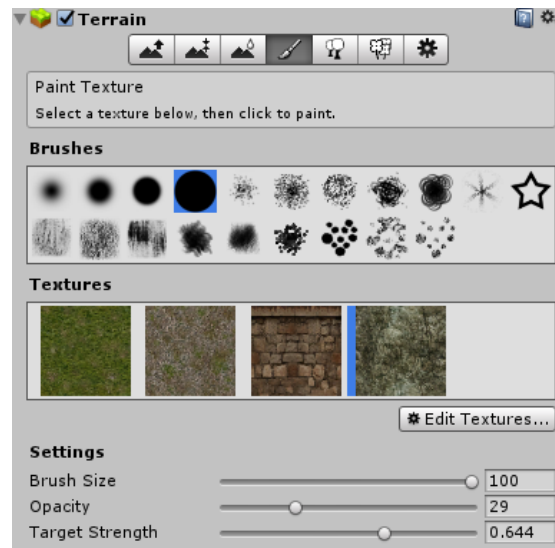 Terrain
Paint Texture
Select a texture below, then click to paint.
Brushes
Textures
Edit Textures...
Settings
Brush Size 100
Opacity 29
Target Strength 0.644